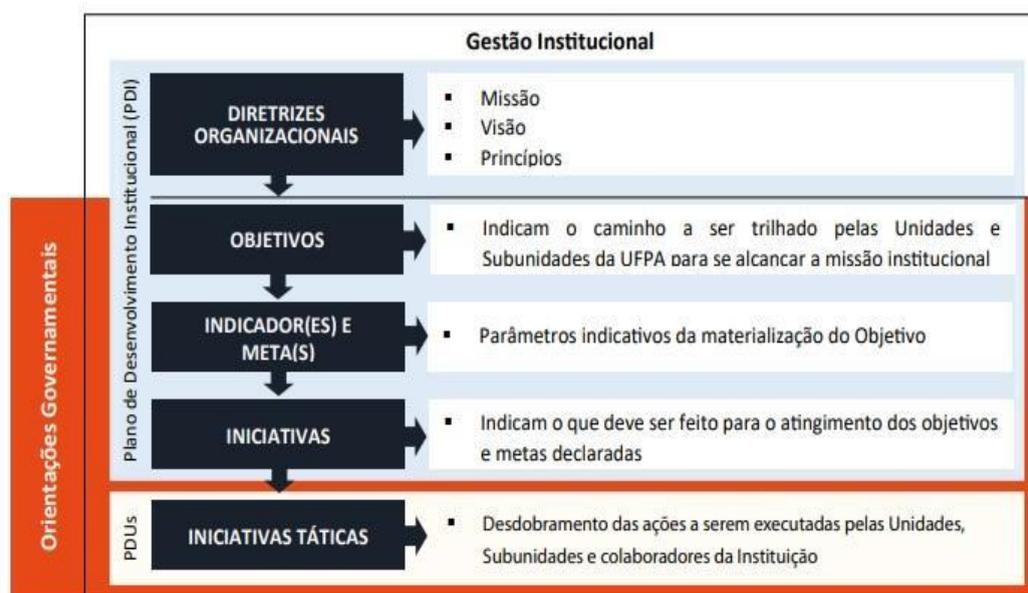 Gestão Institucional
Orientações Governamentais
Plano de Desenvolvimento Institucional (PDI)
DIRETRIZES
ORGANIZACIONAIS
▪ Missão
▪ Visão
▪ Princípios
OBJETIVOS
▪ Indicam o caminho a ser trilhado pelas Unidades e
Subunidades da UFPA para se alcancar a missão institucional
INDICADOR(ES) E
META(S)
▪ Parâmetros indicativos da materialização do Objetivo
INICIATIVAS
▪ Indicam o que deve ser feito para o atingimento dos objetivos
e metas declaradas
PDUs
INICIATIVAS TÁTICAS
▪ Desdobramento das ações a serem executadas pelas Unidades,
Subunidades e colaboradores da Instituição